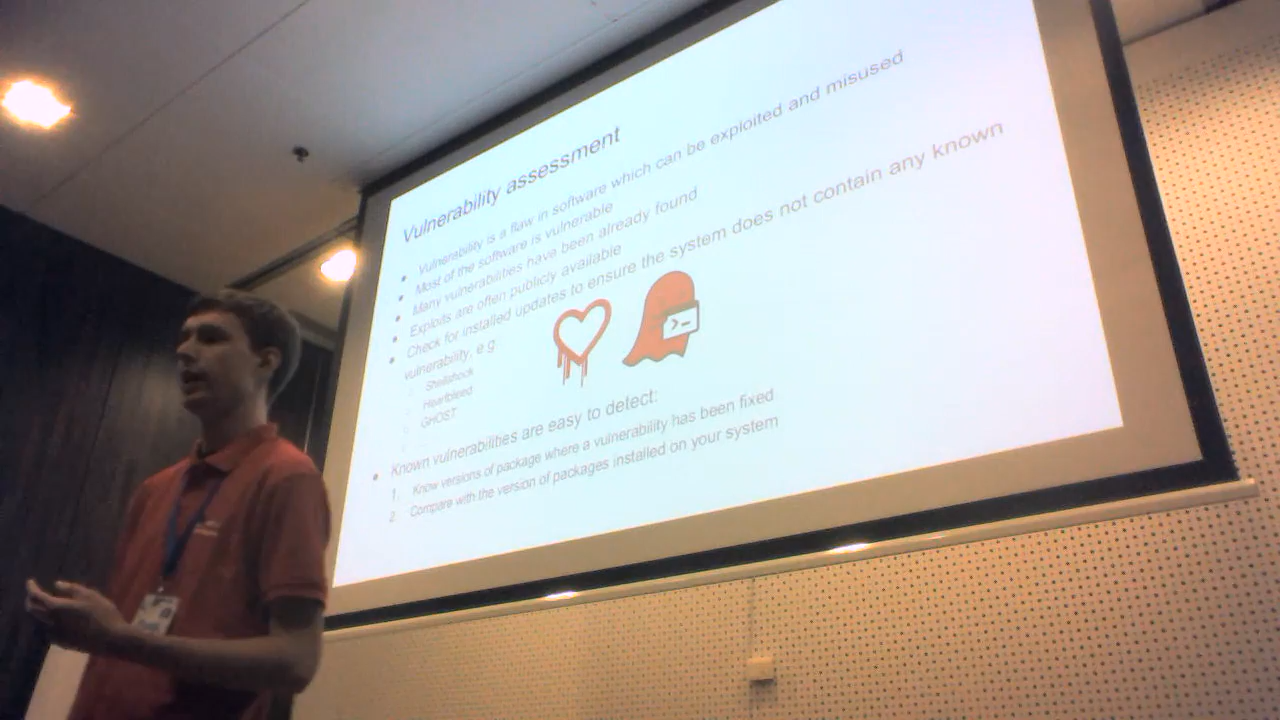 Vulnerability assessment
Vulnerability is a flaw in software which can be exploited and misused
Most of the software is vulnerable
Many vulnerabilities have been already found
Exploits are often publicly available
Check for installed updates to ensure the system does not contain any known
vulnerability, e.g
Shellshock
Heartbleed
GHOST
>_
Known vulnerabilities are easy to detect:
1. Know versions of package where a vulnerability has been fixed
2. Compare with the version of packages installed on your system